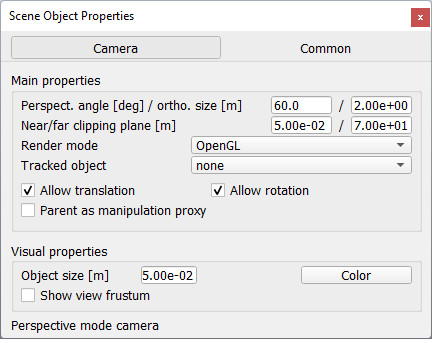 Scene Object Properties
x
Camera Common
Main properties
Perspect. angle [deg] / ortho. size [m] 60.0 / 2.00e+00
Near/far clipping plane [m] 5.00e-02 / 7.00e+01
Render mode OpenGL
Tracked object none
Allow translation Allow rotation
Parent as manipulation proxy
Visual properties
Object size [m] 5.00e-02 Color
Show view frustum
Perspective mode camera